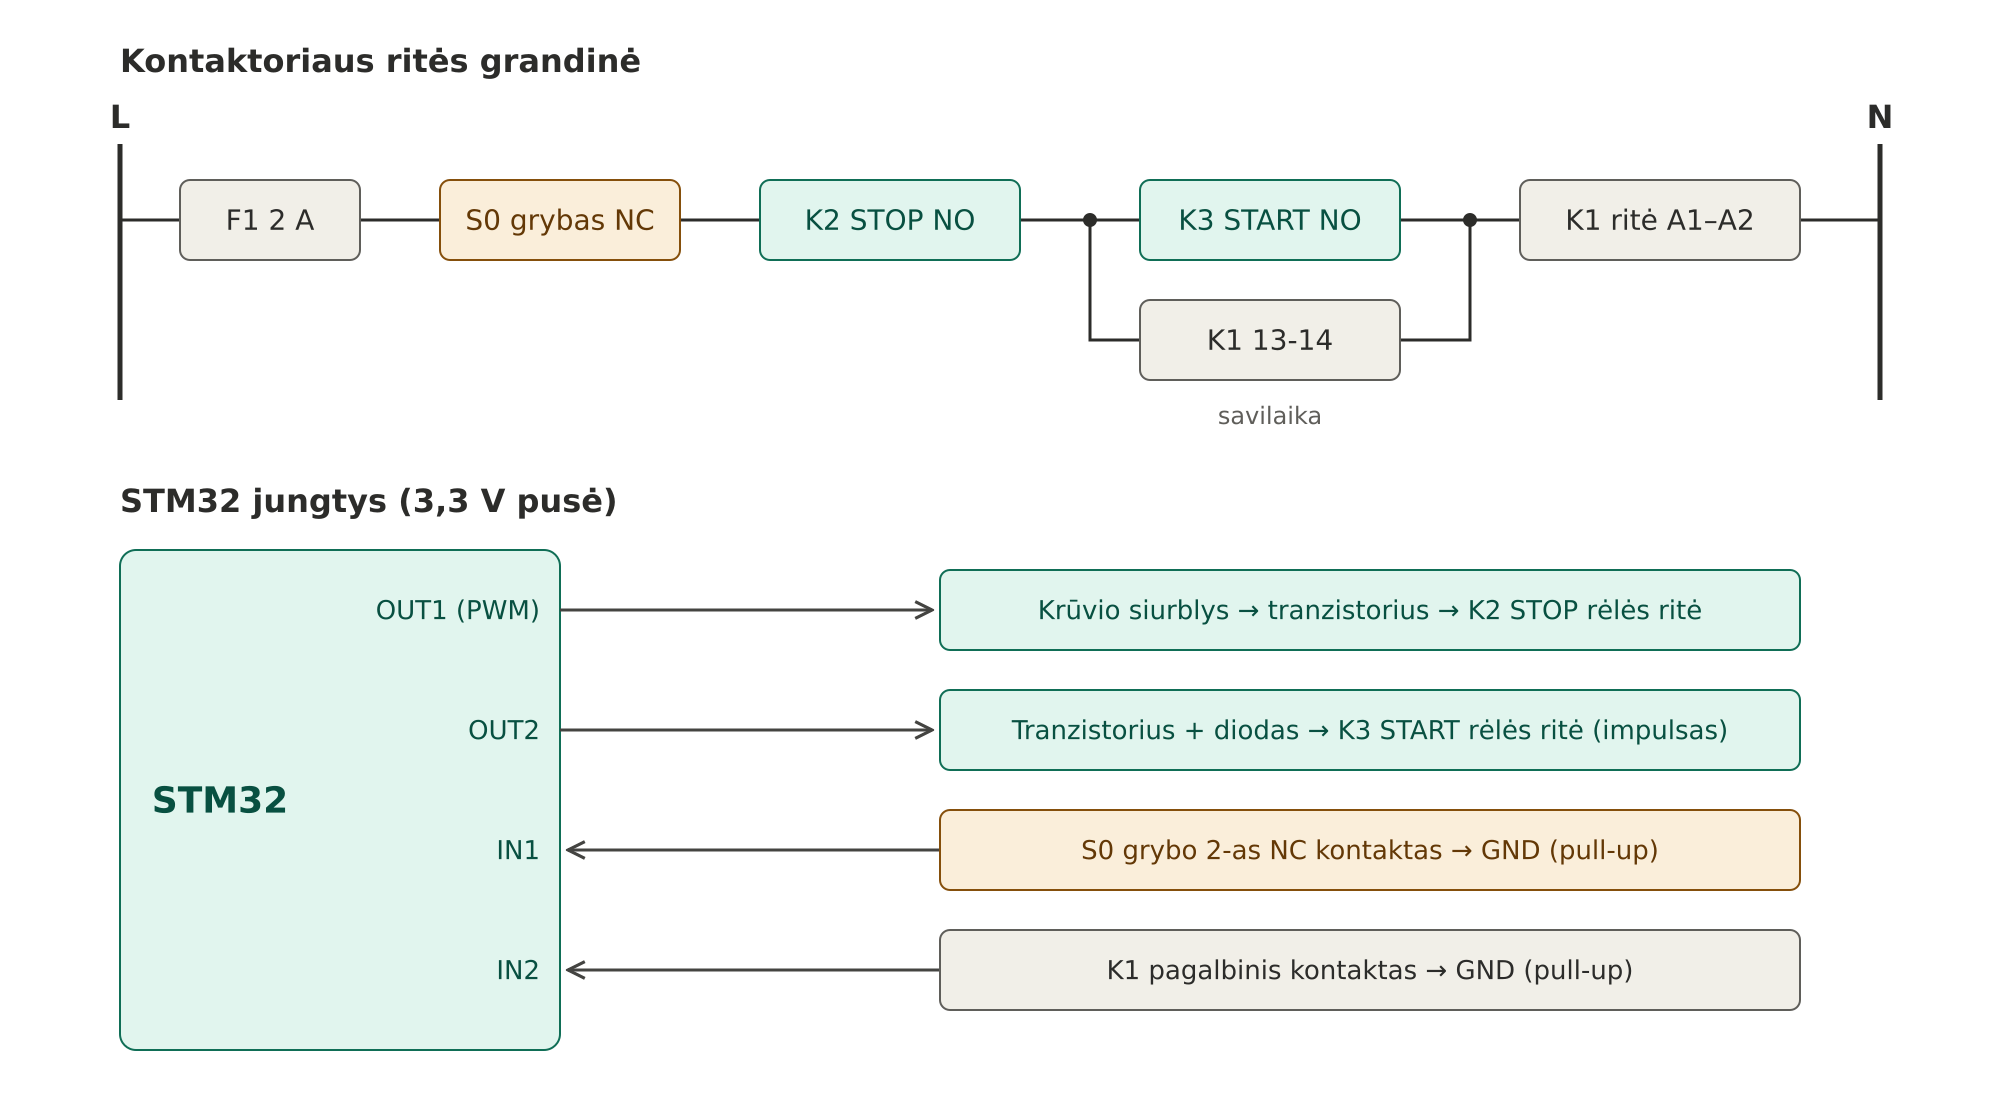 Kontaktoriaus ritės grandinė
L
N
F1 2 A
S0 grybas NC
K2 STOP NO
K3 START NO
K1 ritė A1–A2
K1 13-14
savilaika
STM32 jungtys (3,3 V pusė)
STM32
OUT1 (PWM)
Krūvio siurblys → tranzistorius → K2 STOP rėlės ritė
OUT2
Tranzistorius + diodas → K3 START rėlės ritė (impulsas)
IN1
S0 grybo 2-as NC kontaktas → GND (pull-up)
IN2
K1 pagalbinis kontaktas → GND (pull-up)